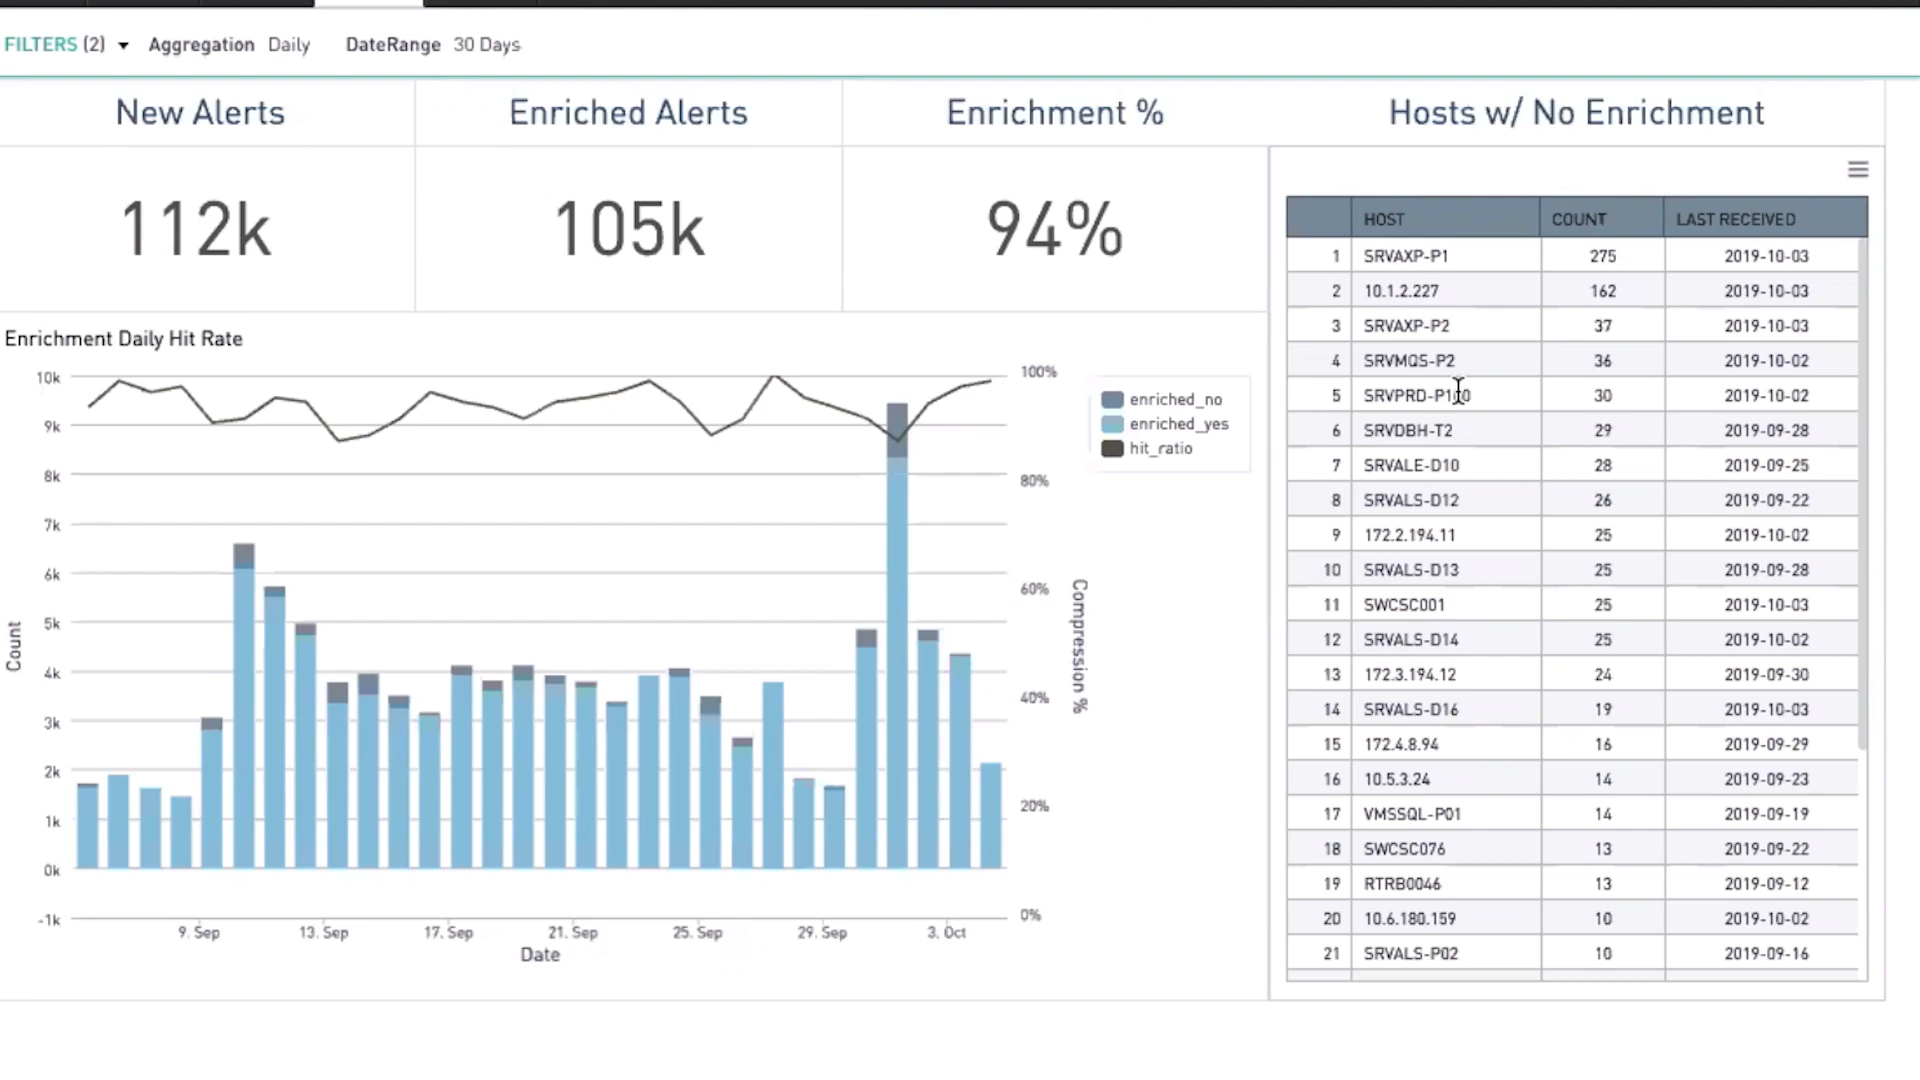 FILTERS (2) Aggregation Daily DateRange 30 Days
New Alerts
Enriched Alerts
Enrichment %
Hosts w/ No Enrichment
112k
105k
94%
Enrichment Daily Hit Rate
10k
9k
8k
7k
6k
5k
4k
3k
2k
1k
0k
-1k
Count
100%
80%
60%
40%
20%
0%
Compression %
enriched_no
enriched_yes
hit_ratio
9. Sep 13. Sep 17. Sep 21. Sep 25. Sep 29. Sep 3. Oct
Date
HOST COUNT LAST RECEIVED
1 SRVAXP-P1 275 2019-10-03
2 10.1.2.227 162 2019-10-03
3 SRVAXP-P2 37 2019-10-03
4 SRVMQS-P2 36 2019-10-02
5 30 2019-10-02
6 SRVDBH-T2 29 2019-09-28
7 SRVALE-D10 28 2019-09-25
8 SRVALS-D12 26 2019-09-22
9 172.2.194.11 25 2019-10-02
10 SRVALS-D13 25 2019-09-28
11 SWCSC001 25 2019-10-03
12 SRVALS-D14 25 2019-10-02
13 172.3.194.12 24 2019-09-30
14 SRVALS-D16 19 2019-10-03
15 172.4.8.94 16 2019-09-29
16 10.5.3.24 14 2019-09-23
17 VMSSQL-P01 14 2019-09-19
18 SWCSC076 13 2019-09-22
19 RTRB0046 13 2019-09-12
20 10.6.180.159 10 2019-10-02
21 SRVALS-P02 10 2019-09-16